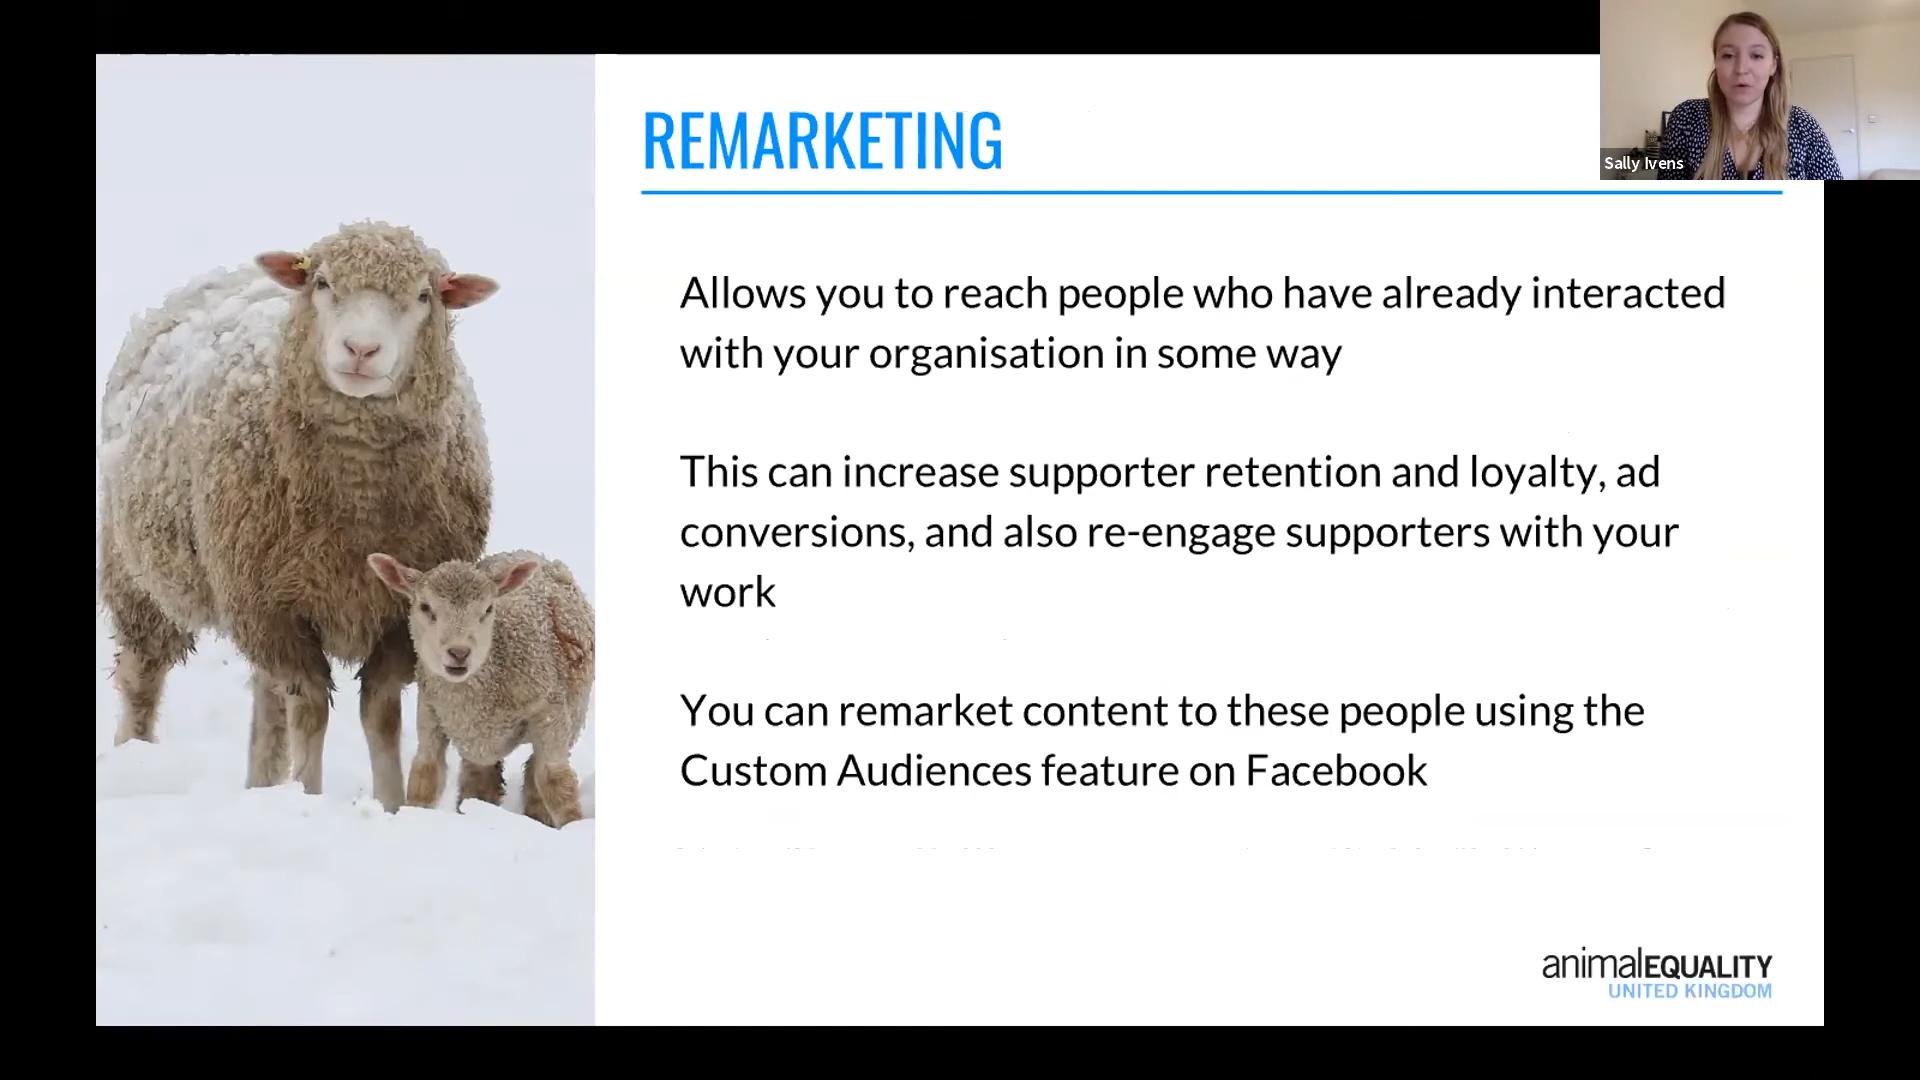 REMARKETING
Sally Ivens
Allows you to reach people who have already interacted
with your organisation in some way
This can increase supporter retention and loyalty, ad
conversions, and also re-engage supporters with your
work
You can remarket content to these people using the
Custom Audiences feature on Facebook
animalEQUALITY
UNITED KINGDOM